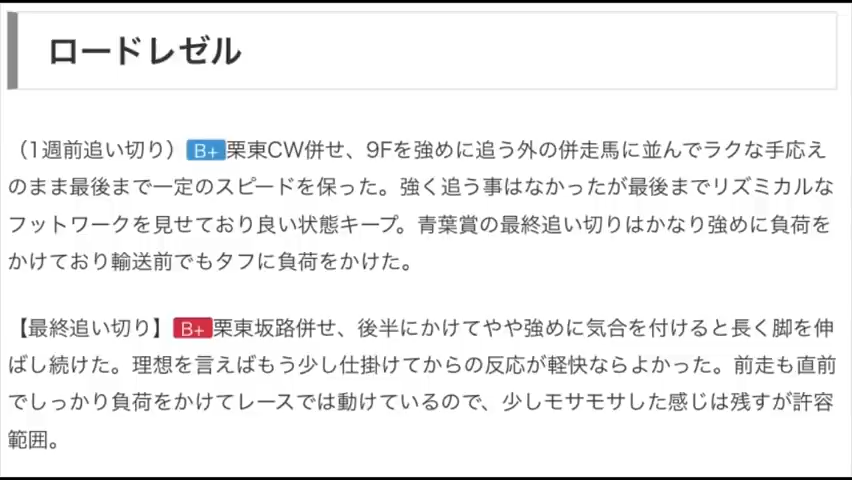 ロードレゼル
（1週前追い切り）B+栗東CW併せ、9Fを強めに追う外の併走馬に並んでラクな手応え
のまま最後まで一定のスピードを保った。強く追う事はなかったが最後までリズミカルな
フットワークを見せており良い状態キープ。青葉賞の最終追い切りはかなり強めに負荷を
かけており輸送前でもタフに負荷をかけた。
【最終追い切り】B+栗東坂路併せ、後半にかけてやや強めに気合を付けると長く脚を伸
ばし続けた。理想を言えばもう少し仕掛けてからの反応が軽快ならよかった。前走も直前
でしっかり負荷をかけてレースでは動けているので、少しモサモサした感じは残すが許容
範囲。